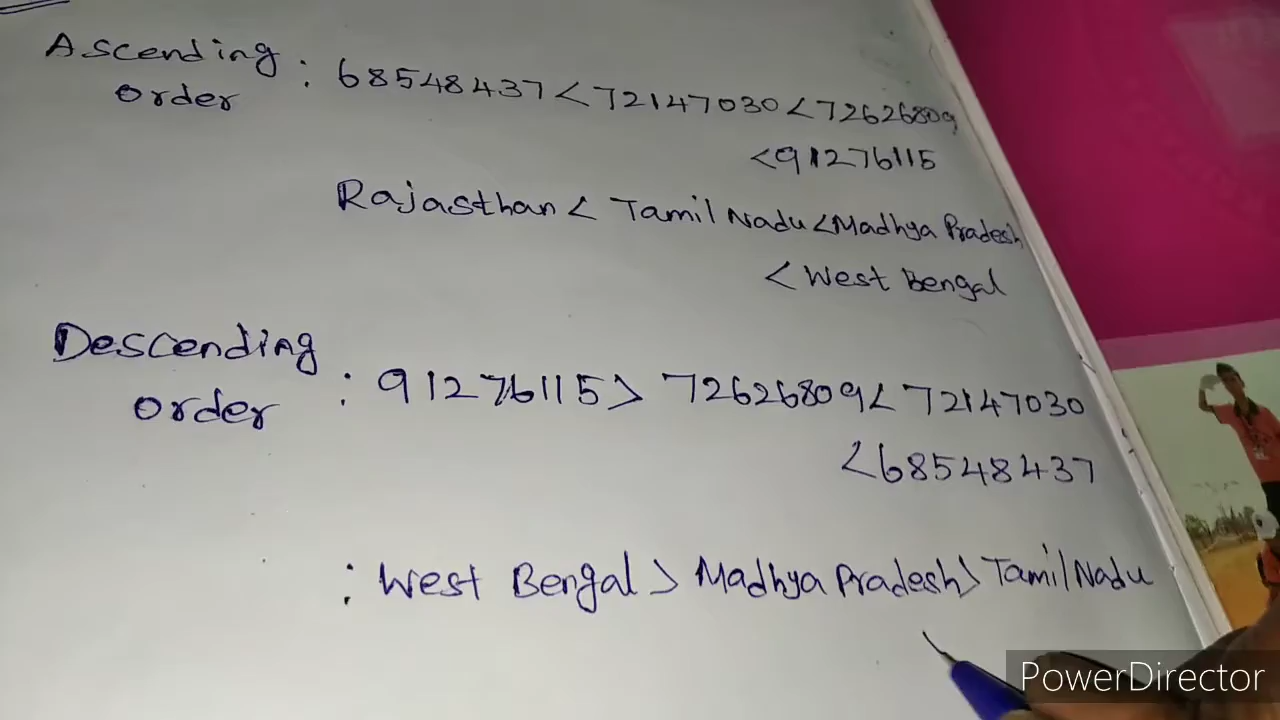 Ascending
order : 68548437 < 72147030 < 72626809
< 91276115
Rajasthan < Tamil Nadu < Madhya Pradesh
< West Bengal
Descending
order : 91276115 > 72626809 < 72147030
< 68548437
: West Bengal > Madhya Pradesh > Tamil Nadu
PowerDirector